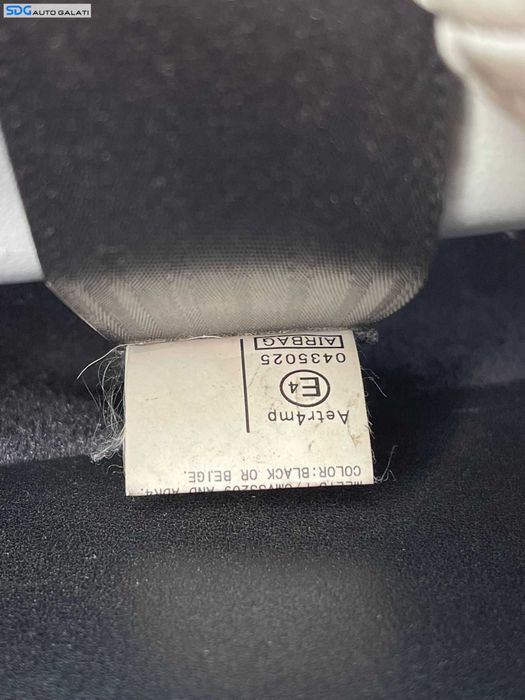 SDG AUTO GALATI
COLOR:BLACK OR BEIGE.
Aetr4mp
E4
0435025
AIRBAG